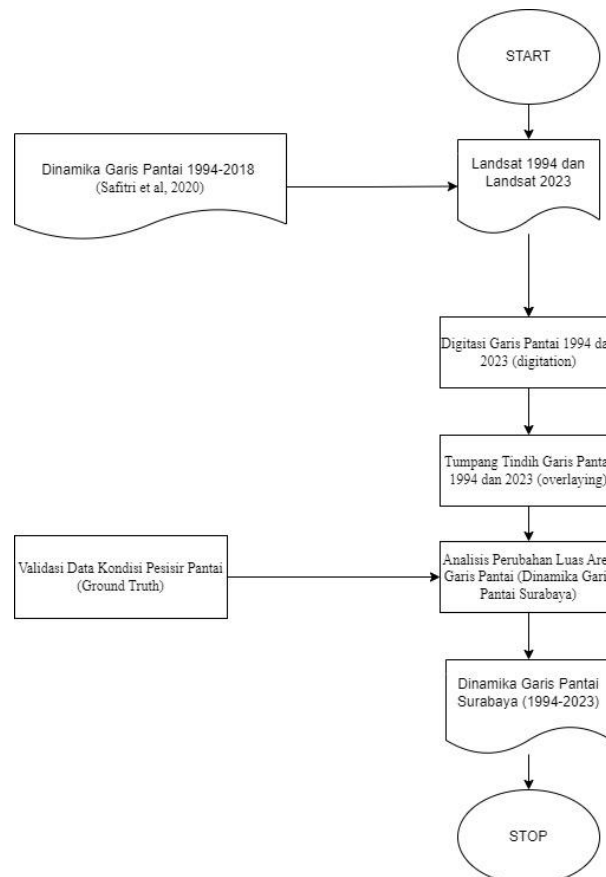 START
Dinamika Garis Pantai 1994-2018
(Safitri et al, 2020)
Landsat 1994 dan
Landsat 2023
Digitasi Garis Pantai 1994 da
2023 (digitation)
Tumpang Tindih Garis Panta
1994 dan 2023 (overlaying)
Validasi Data Kondisi Pesisir Pantai
(Ground Truth)
Analisis Perubahan Luas Are
Garis Pantai (Dinamika Gari
Pantai Surabaya)
Dinamika Garis Pantai
Surabaya (1994-2023)
STOP